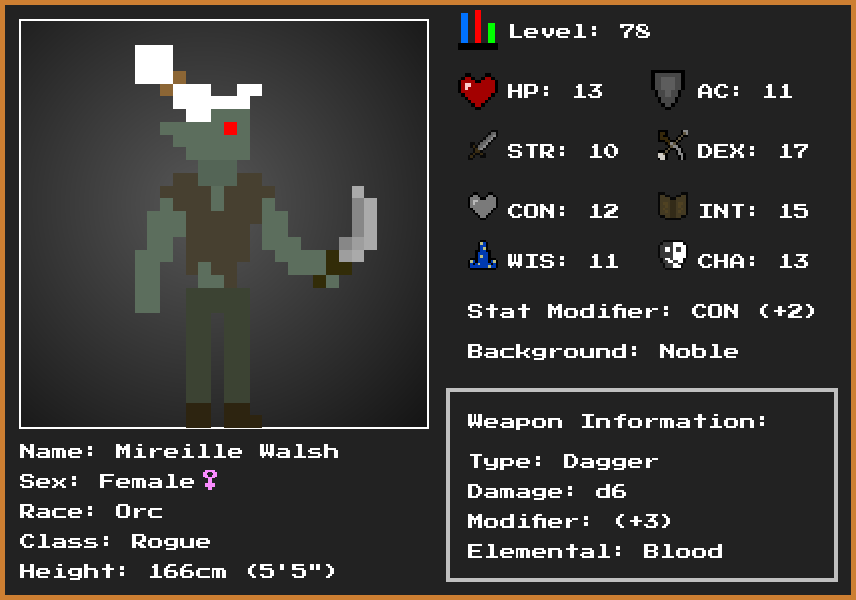 Level: 78
HP: 13
AC: 11
STR: 10
DEX: 17
CON: 12
INT: 15
WIS: 11
CHA: 13
Stat Modifier: CON (+2)
Background: Noble
Weapon Information:
Type: Dagger
Damage: d6
Modifier: (+3)
Elemental: Blood
Name: Mireille Walsh
Sex: Female♀
Race: Orc
Class: Rogue
Height: 166cm (5'5")